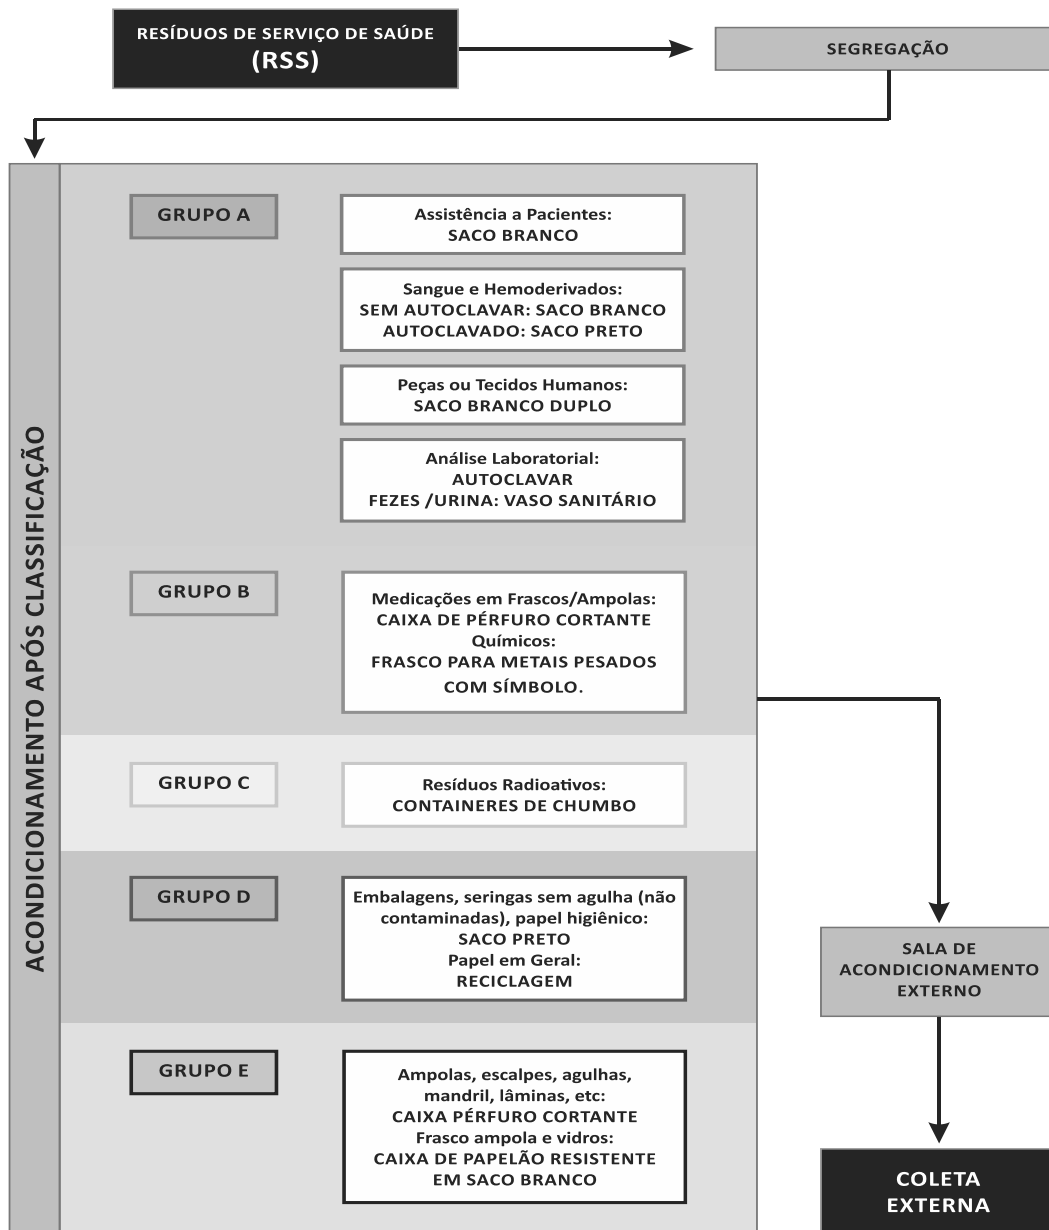 RESÍDUOS DE SERVIÇO DE SAÚDE
(RSS)
SEGREGAÇÃO
ACONDICIONAMENTO APÓS CLASSIFICAÇÃO
GRUPO A
Assistência a Pacientes:
SACO BRANCO
Sangue e Hemoderivados:
SEM AUTOCLAVAR: SACO BRANCO
AUTOCLAVADO: SACO PRETO
Peças ou Tecidos Humanos:
SACO BRANCO DUPLO
Análise Laboratorial:
AUTOCLAVAR
FEZES /URINA: VASO SANITÁRIO
GRUPO B
Medicações em Frascos/Ampolas:
CAIXA DE PÉRFURO CORTANTE
Químicos:
FRASCO PARA METAIS PESADOS
COM SÍMBOLO.
GRUPO C
Resíduos Radioativos:
CONTAINERES DE CHUMBO
GRUPO D
Embalagens, seringas sem agulha (não
contaminadas), papel higiênico:
SACO PRETO
Papel em Geral:
RECICLAGEM
GRUPO E
Ampolas, escalpes, agulhas,
mandril, lâminas, etc:
CAIXA PÉRFURO CORTANTE
Frasco ampola e vidros:
CAIXA DE PAPELÃO RESISTENTE
EM SACO BRANCO
SALA DE
ACONDICIONAMENTO
EXTERNO
COLETA
EXTERNA